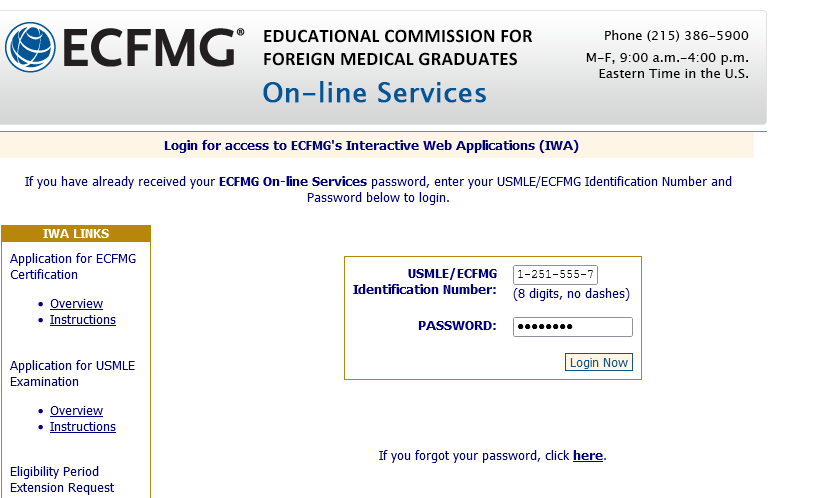 ECFMG®
EDUCATIONAL COMMISSION FOR
FOREIGN MEDICAL GRADUATES
On-line Services
Phone (215) 386-5900
M-F, 9:00 a.m.-4:00 p.m.
Eastern Time in the U.S.
Login for access to ECFMG's Interactive Web Applications (IWA)
If you have already received your ECFMG On-line Services password, enter your USMLE/ECFMG Identification Number and
Password below to login.
IWA LINKS
Application for ECFMG
Certification
• Overview
• Instructions
Application for USMLE
Examination
• Overview
• Instructions
Eligibility Period
Extension Request
USMLE/ECFMG
Identification Number:
1-251-555-7
(8 digits, no dashes)
PASSWORD:
••••••••
Login Now
If you forgot your password, click here.